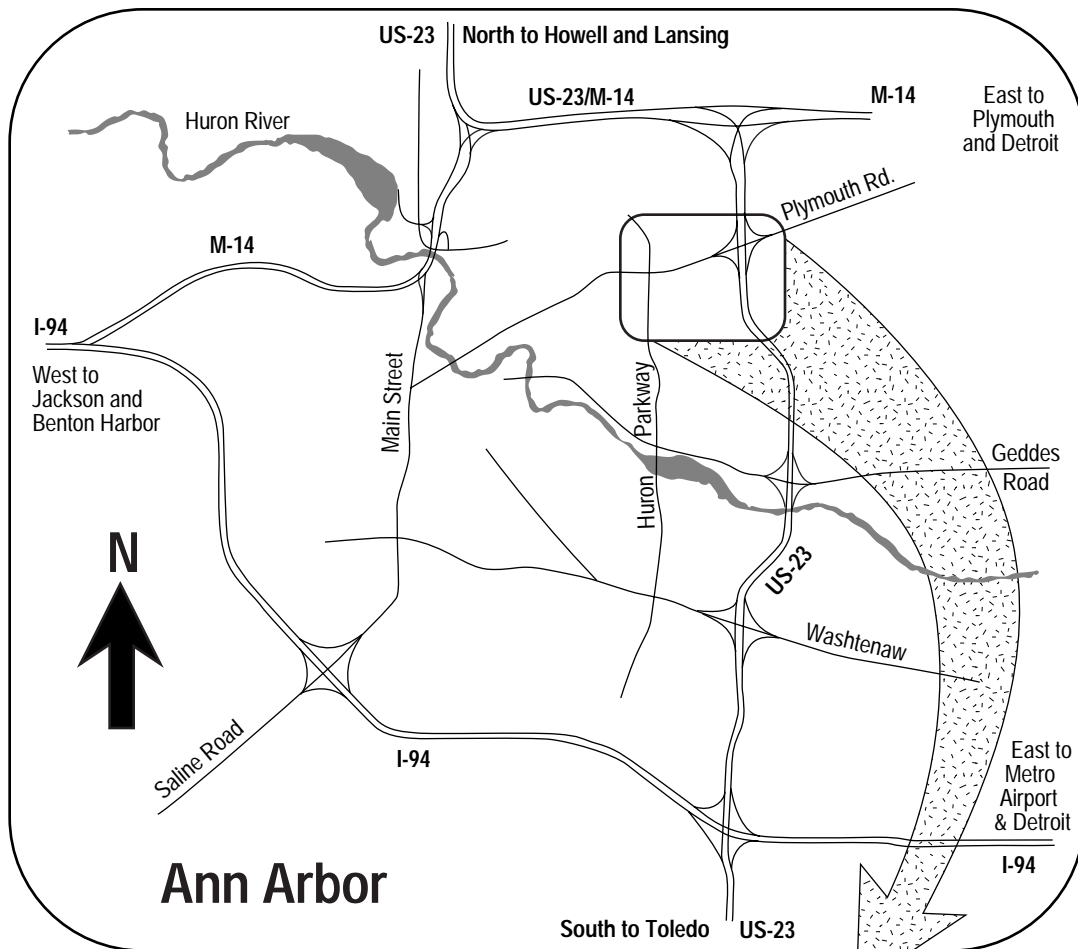 US-23 North to Howell and Lansing
US-23/M-14
M-14
East to
Plymouth
and Detroit
Huron River
Plymouth Rd.
M-14
I-94
West to
Jackson and
Benton Harbor
Main Street
Huron Parkway
Geddes
Road
US-23
N
Washtenaw
Saline Road
I-94
East to
Metro
Airport
& Detroit
I-94
Ann Arbor
South to Toledo US-23